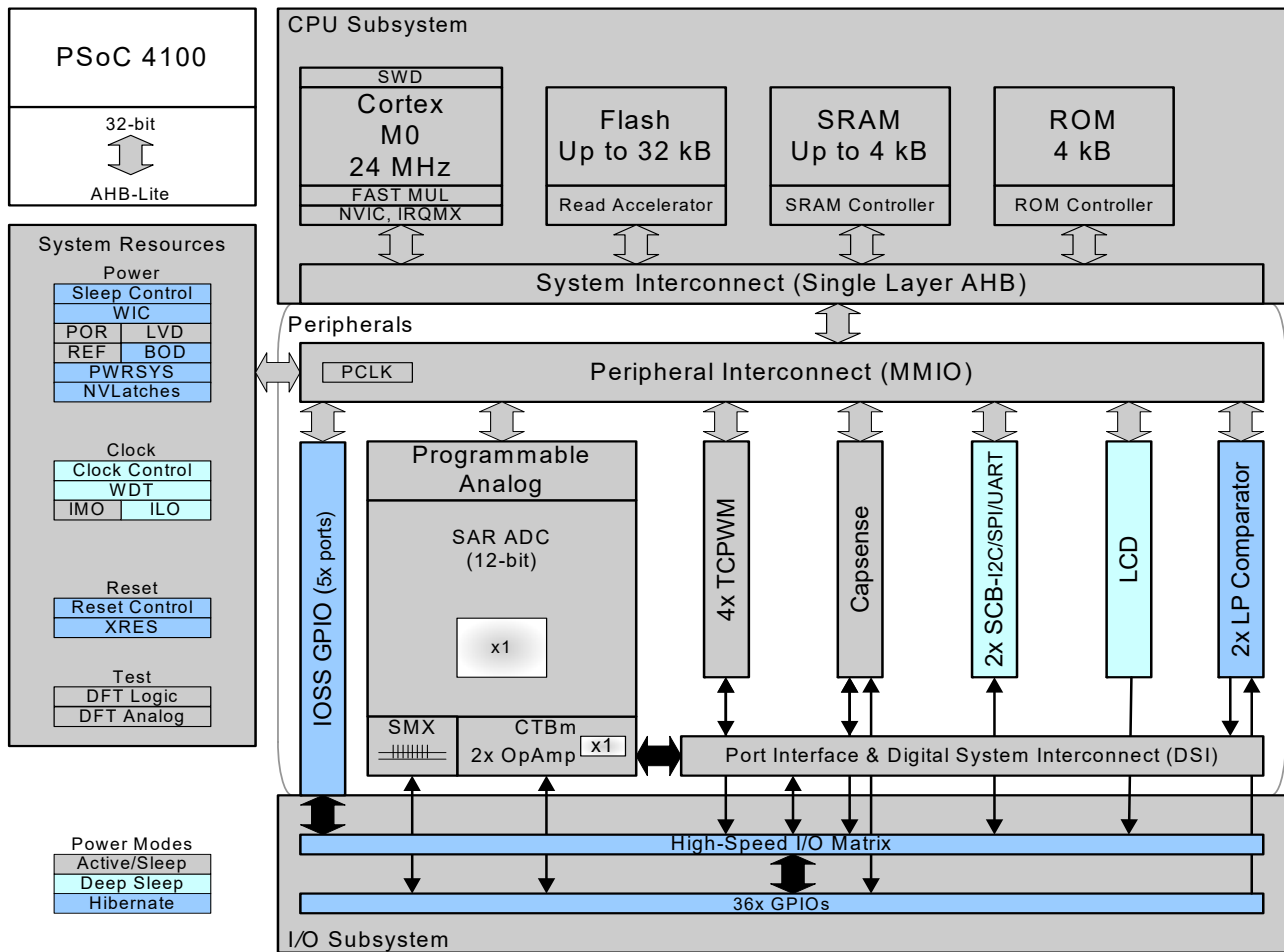 PSoC 4100
32-bit
AHB-Lite
CPU Subsystem
SWD
Cortex
M0
24 MHz
FAST MUL
NVIC, IRQMX
Flash
Up to 32 kB
Read Accelerator
SRAM
Up to 4 kB
SRAM Controller
ROM
4 kB
ROM Controller
System Interconnect (Single Layer AHB)
System Resources
Power
Sleep Control
WIC
POR LVD
REF BOD
PWRSYS
NVLatches
Clock
Clock Control
WDT
IMO ILO
Reset
Reset Control
XRES
Test
DFT Logic
DFT Analog
Peripherals
PCLK
Peripheral Interconnect (MMIO)
IOSS GPIO (5x ports)
Programmable
Analog
SAR ADC
(12-bit)
x1
SMX
CTBm
2x OpAmp
x1
4x TCPWM
Capsense
2x SCB-I2C/SPI/UART
LCD
2x LP Comparator
Port Interface & Digital System Interconnect (DSI)
High-Speed I/O Matrix
36x GPIOs
I/O Subsystem
Power Modes
Active/Sleep
Deep Sleep
Hibernate